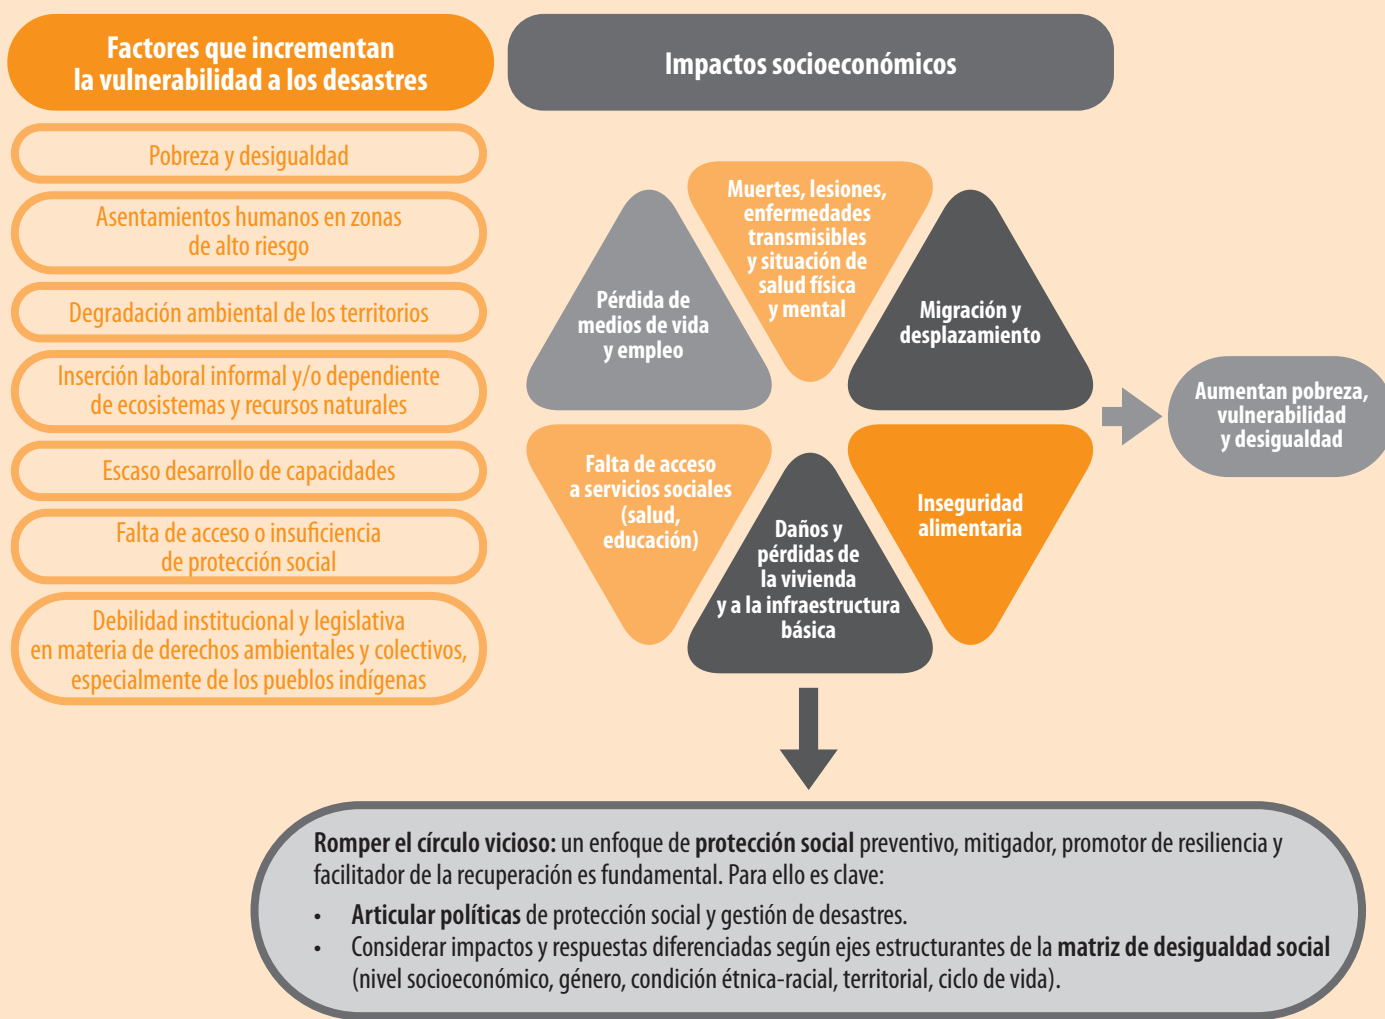 Factores que incrementan
la vulnerabilidad a los desastres
Pobreza y desigualdad
Asentamientos humanos en zonas
de alto riesgo
Degradación ambiental de los territorios
Inserción laboral informal y/o dependiente
de ecosistemas y recursos naturales
Escaso desarrollo de capacidades
Falta de acceso o insuficiencia
de protección social
Debilidad institucional y legislativa
en materia de derechos ambientales y colectivos,
especialmente de los pueblos indígenas
Impactos socioeconómicos
Muertes, lesiones,
enfermedades
transmisibles
y situación de
salud física
y mental
Pérdida de
medios de vida
y empleo
Migración y
desplazamiento
Falta de acceso
a servicios sociales
(salud,
educación)
Daños y
pérdidas de
la vivienda
y a la infraestructura
básica
Inseguridad
alimentaria
Aumentan pobreza,
vulnerabilidad
y desigualdad
Romper el círculo vicioso: un enfoque de protección social preventivo, mitigador, promotor de resiliencia y
facilitador de la recuperación es fundamental. Para ello es clave:
• Articular políticas de protección social y gestión de desastres.
• Considerar impactos y respuestas diferenciadas según ejes estructurantes de la matriz de desigualdad social
(nivel socioeconómico, género, condición étnica-racial, territorial, ciclo de vida).